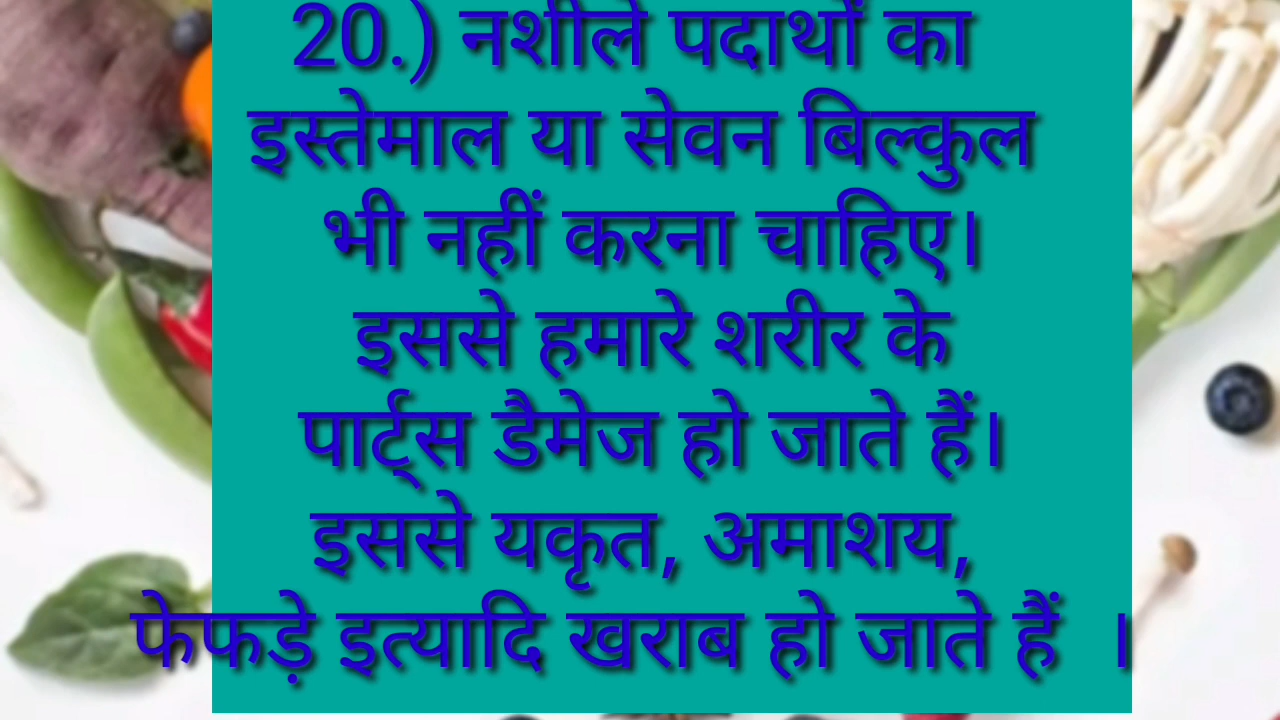 20.) नशीले पदार्थों का
इस्तेमाल या सेवन बिल्कुल
भी नहीं करना चाहिए।
इससे हमारे शरीर के
पार्ट्स डैमेज हो जाते हैं।
इससे यकृत, अमाशय,
फेफड़े इत्यादि खराब हो जाते हैं ।